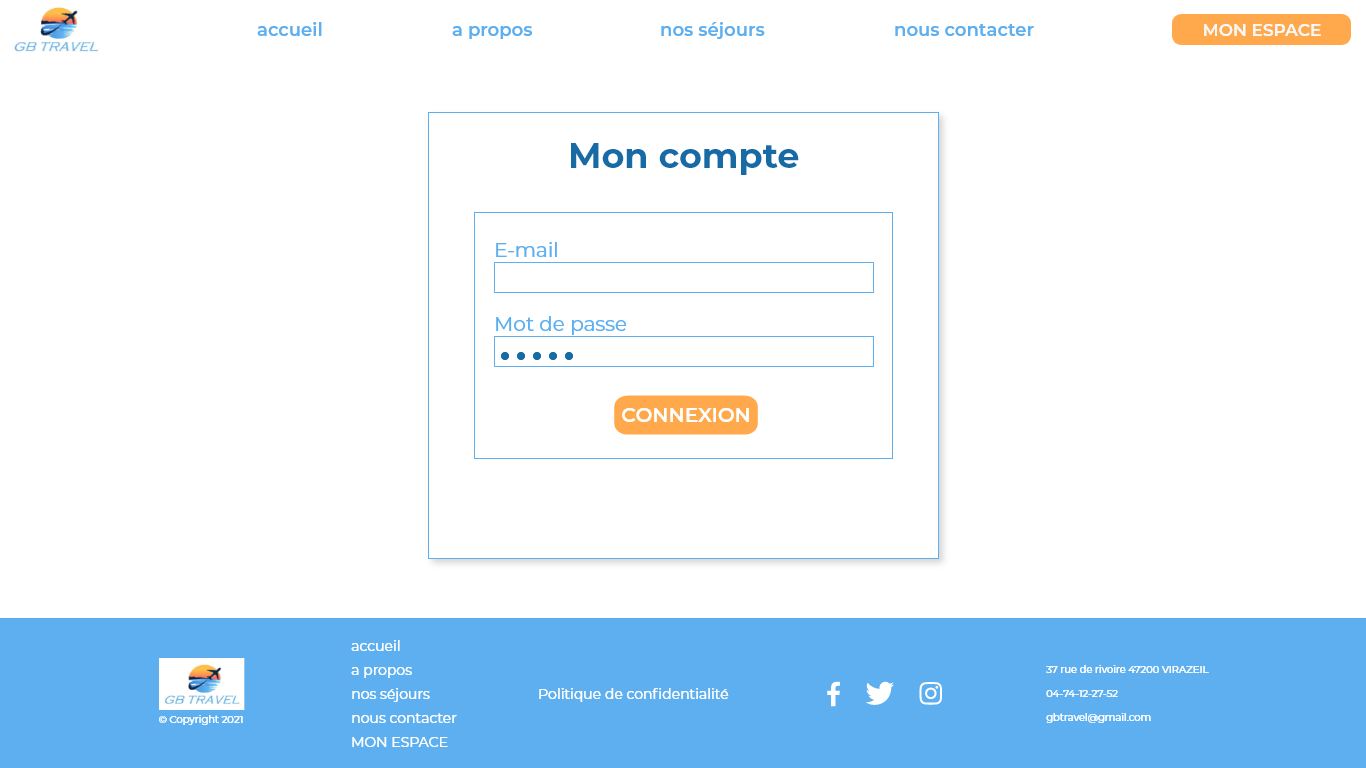 GB TRAVEL
accueil
a propos
nos séjours
nous contacter
MON ESPACE
Mon compte
E-mail
Mot de passe
CONNEXION
GB TRAVEL
© Copyright 2021
accueil
a propos
nos séjours
nous contacter
MON ESPACE
Politique de confidentialité
37 rue de rivoire 47200 VIRAZEIL
04-74-12-27-52
gbtravel@gmail.com